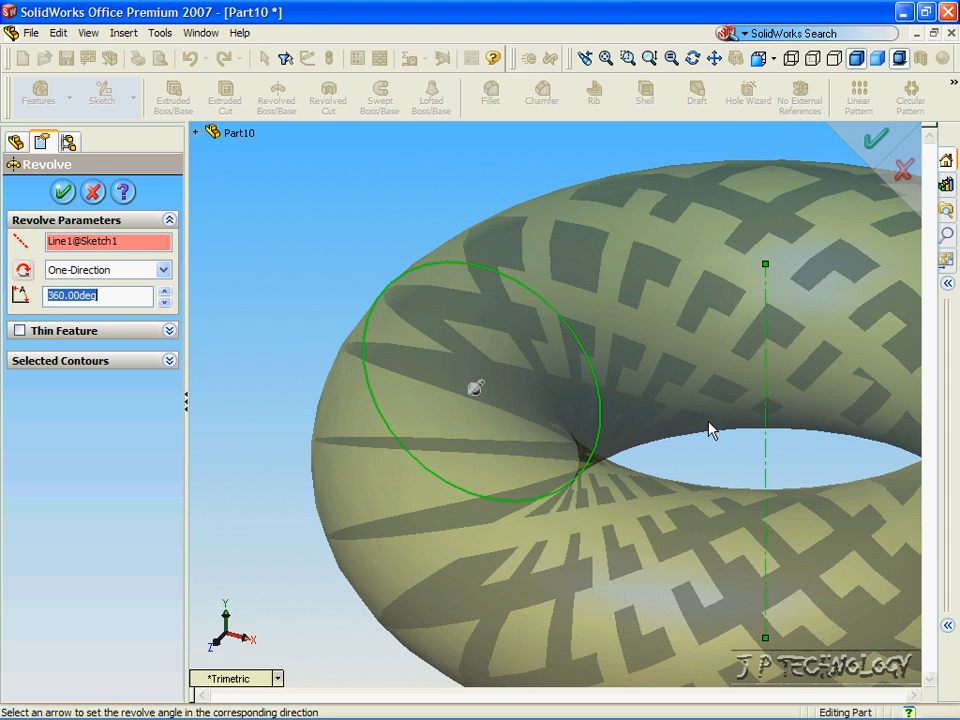 SolidWorks Office Premium 2007 - [Part10 *]
File Edit View Insert Tools Window Help
SolidWorks Search
Features
Sketch
Extruded Boss/Base
Extruded Cut
Revolved Boss/Base
Revolved Cut
Swept Boss/Base
Lofted Boss/Base
Fillet
Chamfer
Rib
Shell
Draft
Hole Wizard
No External References
Linear Pattern
Circular Pattern
Part10
Revolve
Revolve Parameters
Line1@Sketch1
One-Direction
360.00deg
Thin Feature
Selected Contours
Y
Z
X
*Trimetric
J P TECHNOLOGY
Select an arrow to set the revolve angle in the corresponding direction
Editing Part